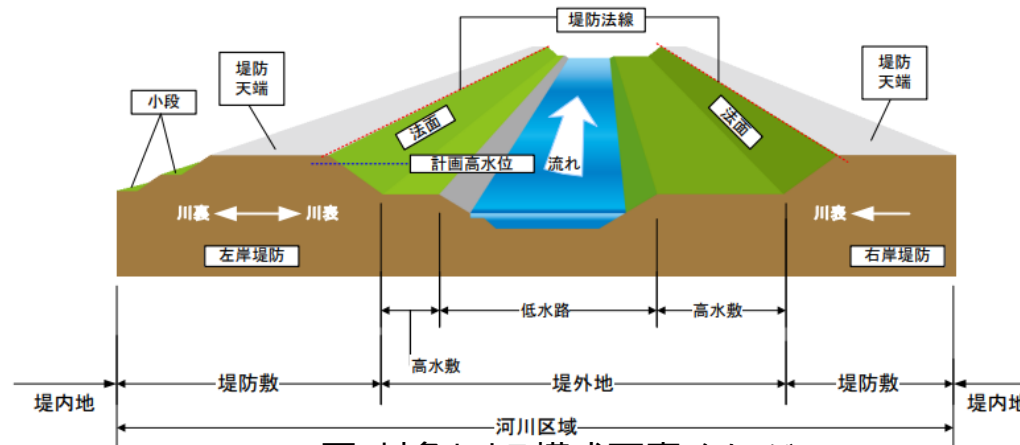 堤防法線
堤防
天端
堤防
天端
小段
法面
法面
計画高水位
流れ
川裏
川表
川表
左岸堤防
右岸堤防
低水路
高水敷
高水敷
堤防敷
堤外地
堤防敷
堤内地
堤内地
河川区域